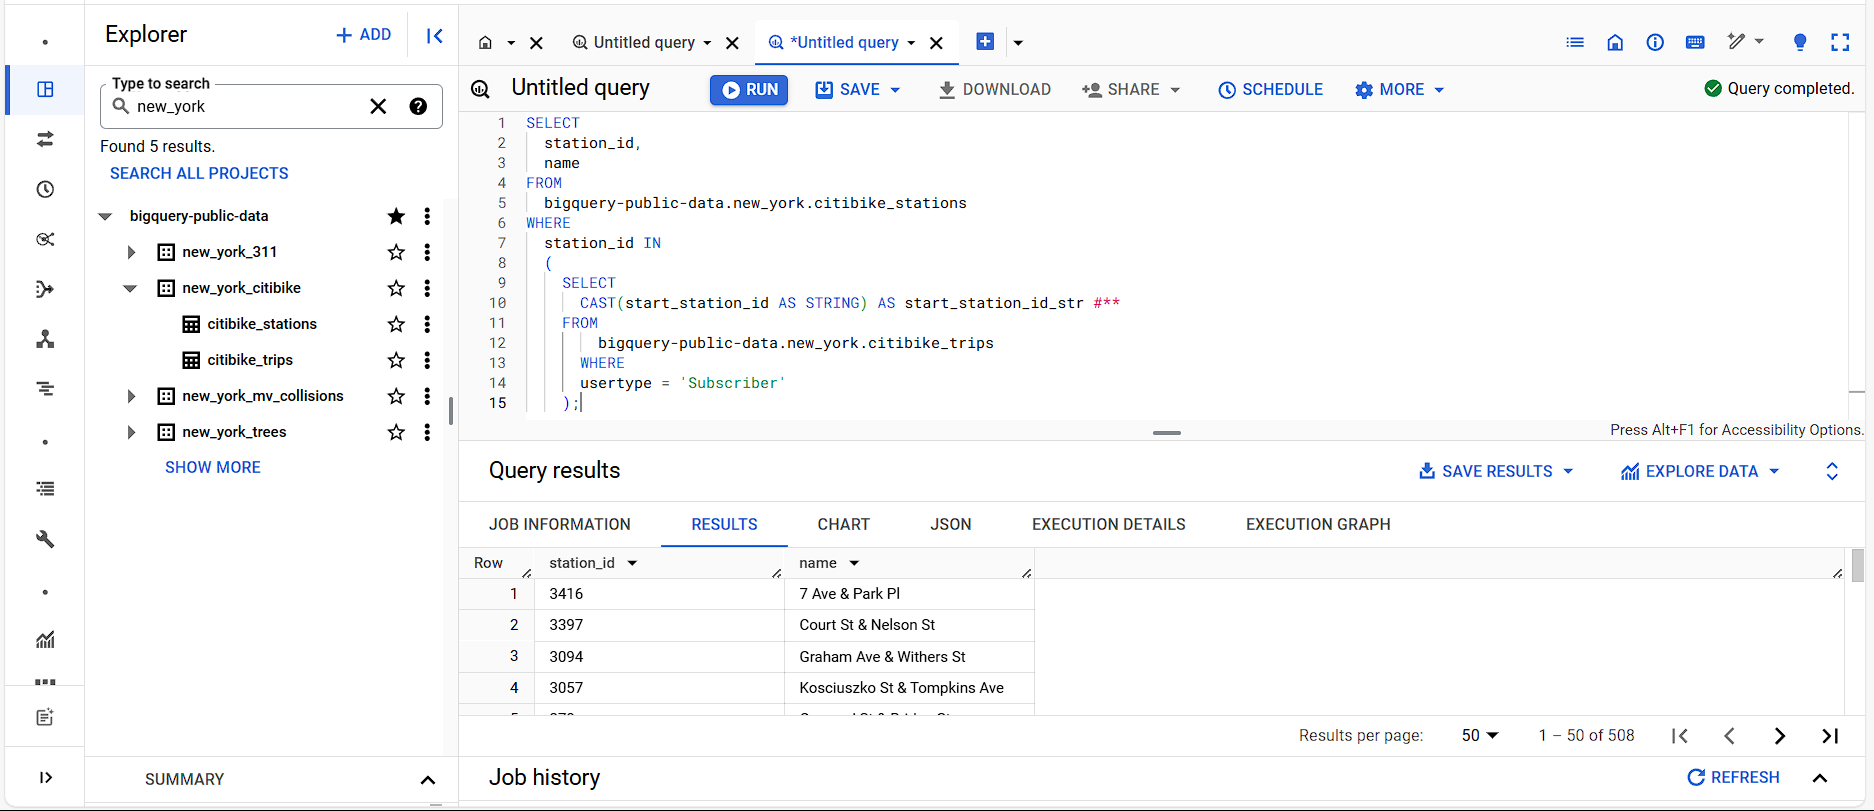 Explorer
ADD
Type to search
new_york
Found 5 results.
SEARCH ALL PROJECTS
bigquery-public-data
new_york_311
new_york_citibike
citibike_stations
citibike_trips
new_york_mv_collisions
new_york_trees
SHOW MORE
SUMMARY
Untitled query
*Untitled query
Untitled query
RUN
SAVE
DOWNLOAD
SHARE
SCHEDULE
MORE
Query completed.
1 SELECT
2 station_id,
3 name
4 FROM
5 bigquery-public-data.new_york.citibike_stations
6 WHERE
7 station_id IN
8 (
9 SELECT
10 CAST(start_station_id AS STRING) AS start_station_id_str #**
11 FROM
12 bigquery-public-data.new_york.citibike_trips
13 WHERE
14 usertype = 'Subscriber'
15 );
Press Alt+F1 for Accessibility Options.
Query results
SAVE RESULTS
EXPLORE DATA
JOB INFORMATION RESULTS CHART JSON EXECUTION DETAILS EXECUTION GRAPH
Row station_id name
1 3416 7 Ave & Park Pl
2 3397 Court St & Nelson St
3 3094 Graham Ave & Withers St
4 3057 Kosciuszko St & Tompkins Ave
Results per page: 50 1 – 50 of 508
Job history
REFRESH